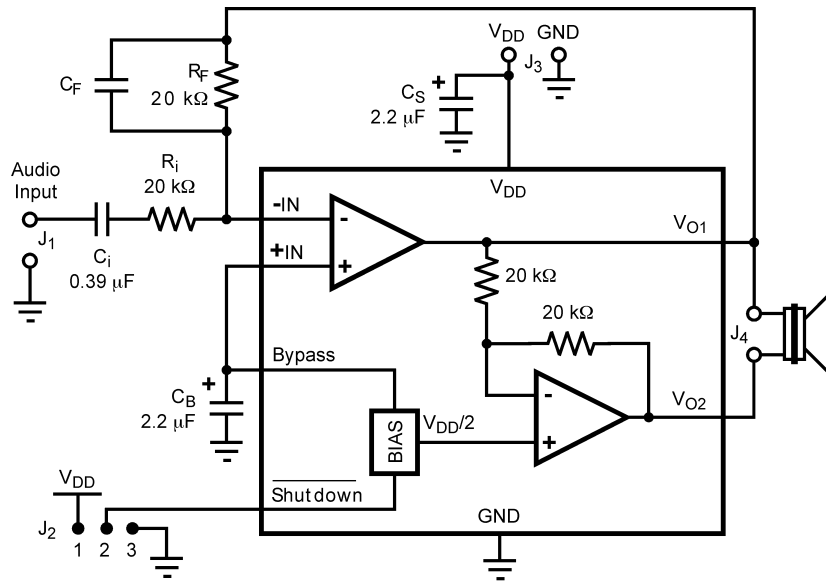 V_DD GND
J_3
C_F
R_F
20 kΩ
+
C_S
2.2 μF
Audio
Input
R_i
20 kΩ
V_DD
-IN
-
V_O1
J_1
C_i
0.39 μF
+IN
+
20 kΩ
20 kΩ
J_4
Bypass
+
C_B
2.2 μF
BIAS
V_DD/2
-
+
V_O2
V_DD
Shutdown
GND
J_2
1 2 3